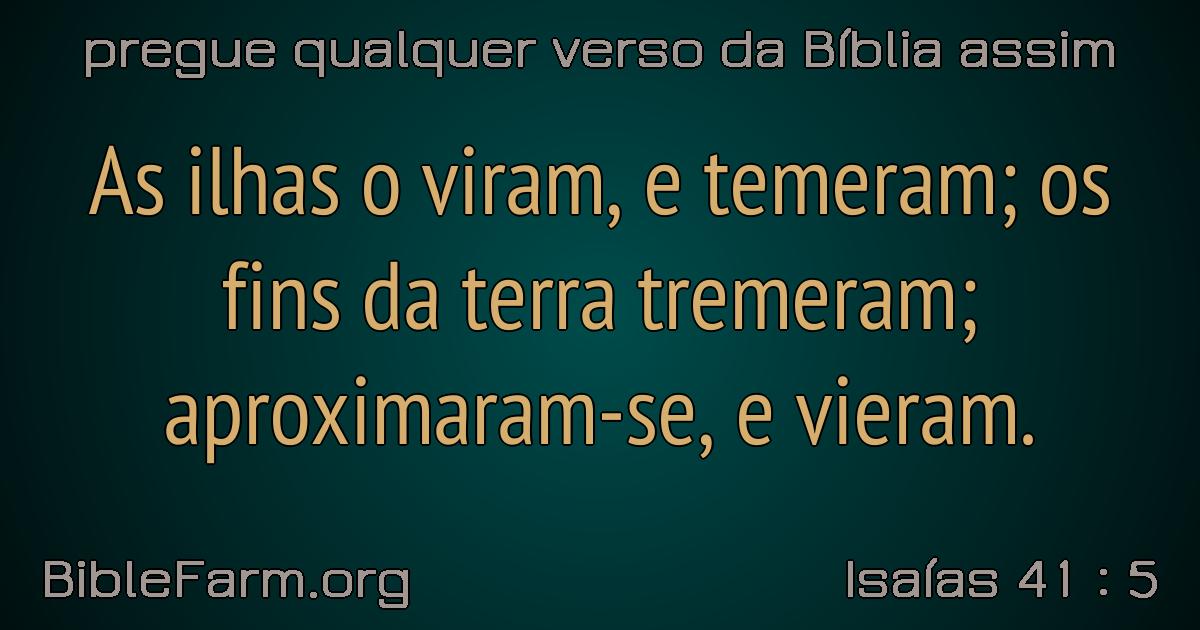 pregue qualquer verso da Bíblia assim
As ilhas o viram, e temeram; os
fins da terra tremeram;
aproximaram-se, e vieram.
BibleFarm.org
Isaías 41 : 5